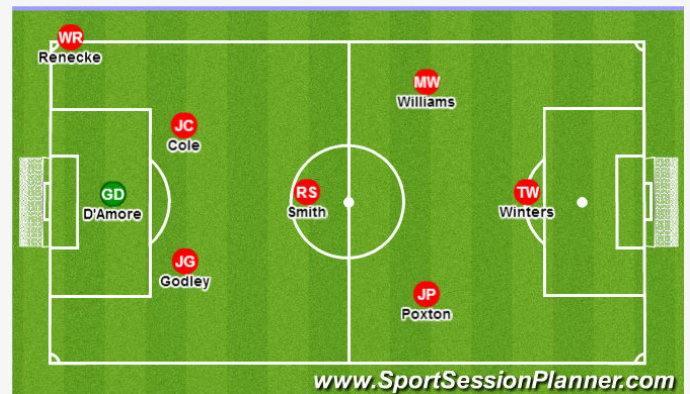 WR
Renecke
MW
Williams
JC
Cole
GD
D'Amore
RS
Smith
TW
Winters
JG
Godley
JP
Poxton
www.SportSessionPlanner.com